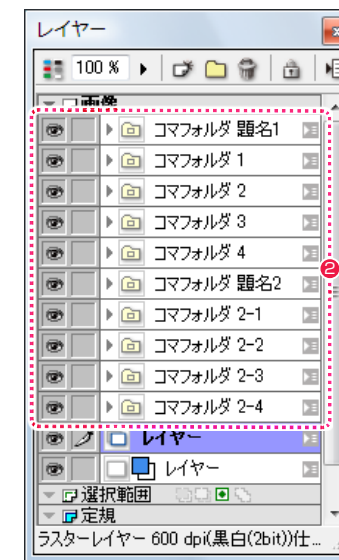 レイヤー
100 %
画像
コマフォルダ 題名1
コマフォルダ 1
コマフォルダ 2
コマフォルダ 3
コマフォルダ 4
コマフォルダ 題名2
コマフォルダ 2-1
コマフォルダ 2-2
コマフォルダ 2-3
コマフォルダ 2-4
2
レイヤー
レイヤー
選択範囲
定規
ラスターレイヤー 600 dpi(黒白(2bit))仕...